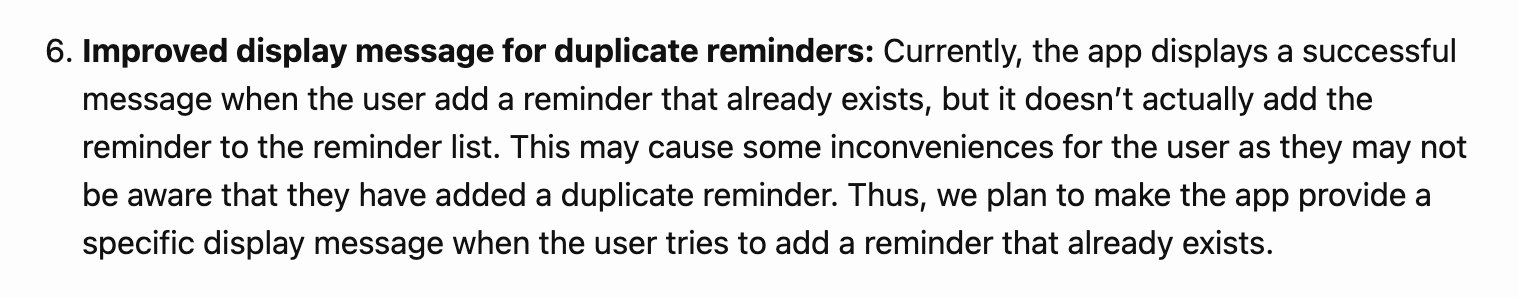 6. Improved display message for duplicate reminders: Currently, the app displays a successful
message when the user add a reminder that already exists, but it doesn’t actually add the
reminder to the reminder list. This may cause some inconveniences for the user as they may not
be aware that they have added a duplicate reminder. Thus, we plan to make the app provide a
specific display message when the user tries to add a reminder that already exists.